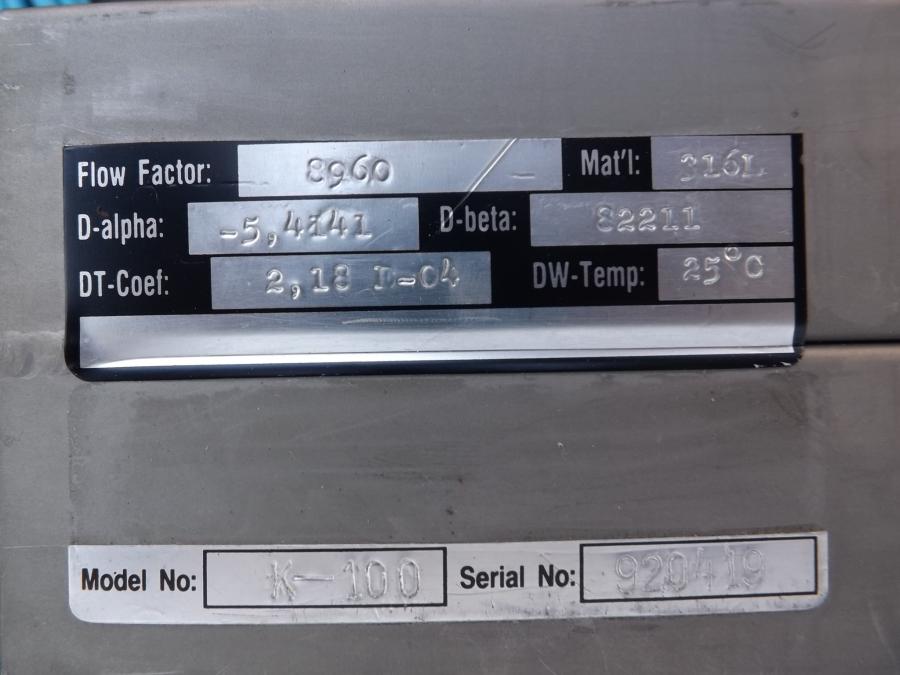 Flow Factor: 8960 Mat'l: 316L
D-alpha: -5,4141 D-beta: 82211
DT-Coef: 2,18 E-04 DW-Temp: 25°C
Model No: K-100 Serial No: 920419